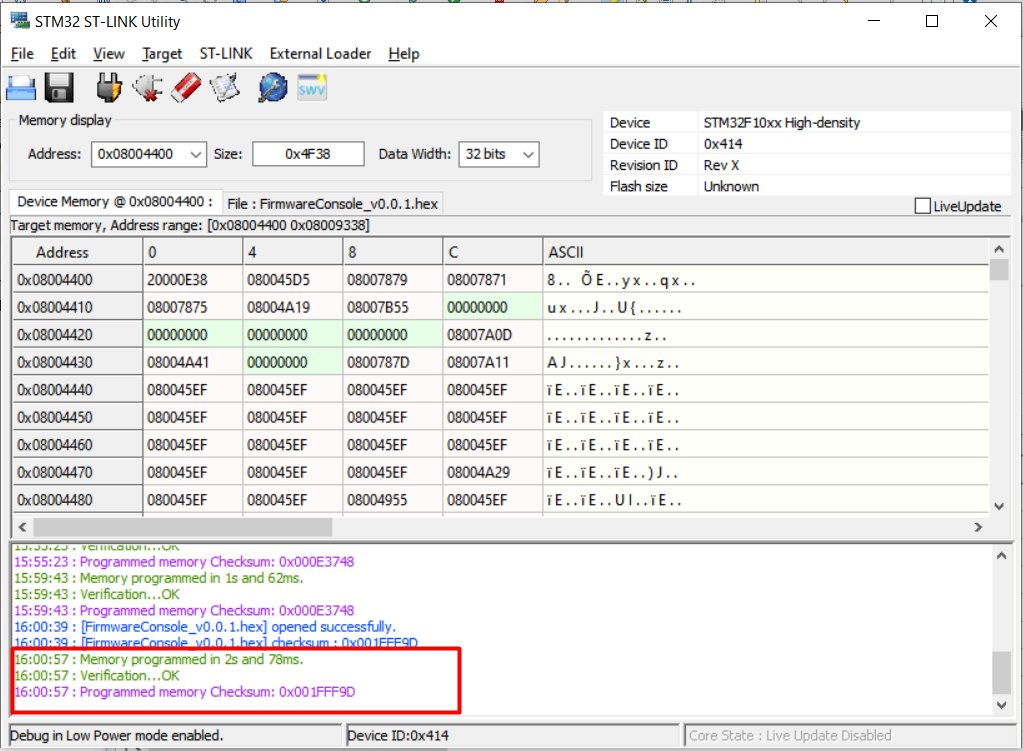 STM32 ST-LINK Utility
File Edit View Target ST-LINK External Loader Help
SWV
Memory display
Address: 0x08004400 Size: 0x4F38 Data Width: 32 bits
Device STM32F10xx High-density
Device ID 0x414
Revision ID Rev X
Flash size Unknown
Device Memory @ 0x08004400 : File : FirmwareConsole_v0.0.1.hex
LiveUpdate
Target memory, Address range: [0x08004400 0x08009338]
Address 0 4 8 C ASCII
0x08004400 20000E38 080045D5 08007879 08007871 8.. ÕE..yx..qx..
0x08004410 08007875 08004A19 08007B55 00000000 ux...J..U{......
0x08004420 00000000 00000000 00000000 08007A0D .............z..
0x08004430 08004A41 00000000 0800787D 08007A11 AJ......}x...z..
0x08004440 080045EF 080045EF 080045EF 080045EF ïE..ïE..ïE..ïE..
0x08004450 080045EF 080045EF 080045EF 080045EF ïE..ïE..ïE..ïE..
0x08004460 080045EF 080045EF 080045EF 080045EF ïE..ïE..ïE..ïE..
0x08004470 080045EF 080045EF 080045EF 08004A29 ïE..ïE..ïE..)J..
0x08004480 080045EF 080045EF 08004955 080045EF ïE..ïE..UI..ïE..
15:55:23 : Verification...OK
15:55:23 : Programmed memory Checksum: 0x000E3748
15:59:43 : Memory programmed in 1s and 62ms.
15:59:43 : Verification...OK
15:59:43 : Programmed memory Checksum: 0x000E3748
16:00:39 : [FirmwareConsole_v0.0.1.hex] opened successfully.
16:00:39 : [FirmwareConsole_v0.0.1.hex] checksum : 0x001FFF9D
16:00:57 : Memory programmed in 2s and 78ms.
16:00:57 : Verification...OK
16:00:57 : Programmed memory Checksum: 0x001FFF9D
Debug in Low Power mode enabled. Device ID:0x414 Core State : Live Update Disabled